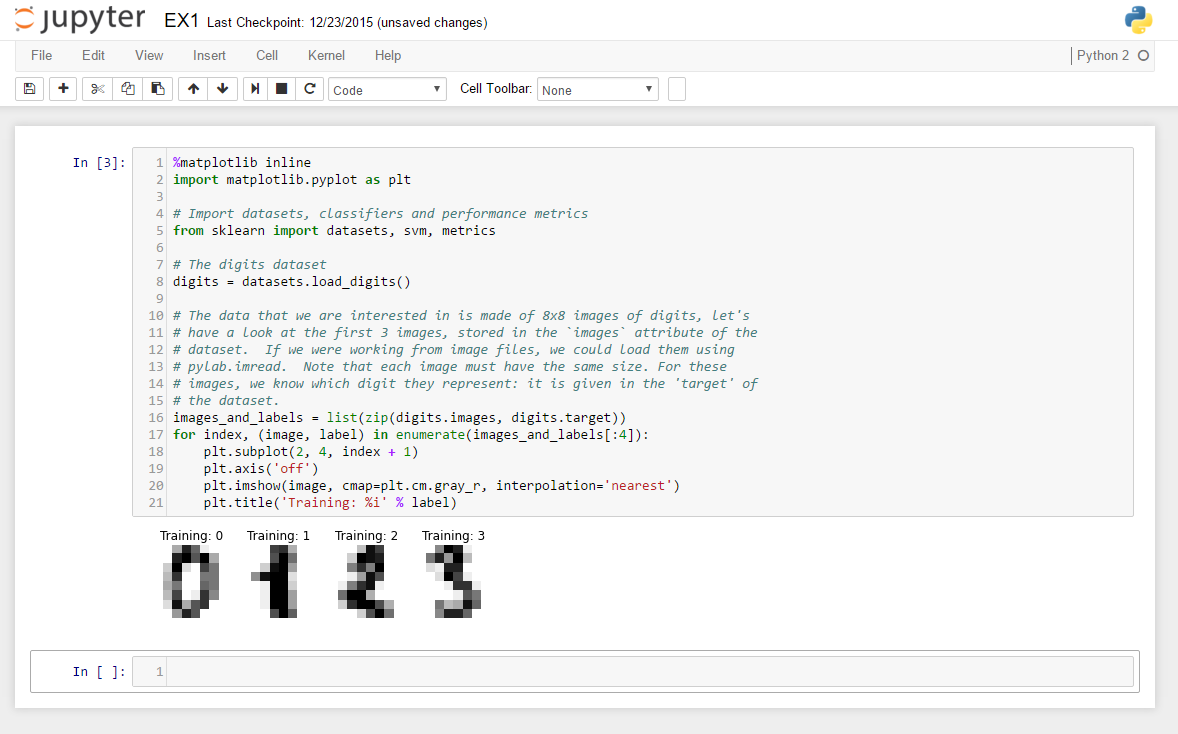 jupyter EX1 Last Checkpoint: 12/23/2015 (unsaved changes)
File Edit View Insert Cell Kernel Help Python 2
Code Cell Toolbar: None
In [3]:
1 %matplotlib inline
2 import matplotlib.pyplot as plt
3
4 # Import datasets, classifiers and performance metrics
5 from sklearn import datasets, svm, metrics
6
7 # The digits dataset
8 digits = datasets.load_digits()
9
10 # The data that we are interested in is made of 8x8 images of digits, let's
11 # have a look at the first 3 images, stored in the `images` attribute of the
12 # dataset.  If we were working from image files, we could load them using
13 # pylab.imread.  Note that each image must have the same size. For these
14 # images, we know which digit they represent: it is given in the 'target' of
15 # the dataset.
16 images_and_labels = list(zip(digits.images, digits.target))
17 for index, (image, label) in enumerate(images_and_labels[:4]):
18     plt.subplot(2, 4, index + 1)
19     plt.axis('off')
20     plt.imshow(image, cmap=plt.cm.gray_r, interpolation='nearest')
21     plt.title('Training: %i' % label)
Training: 0 Training: 1 Training: 2 Training: 3
0 1 2 3
In [ ]: 1